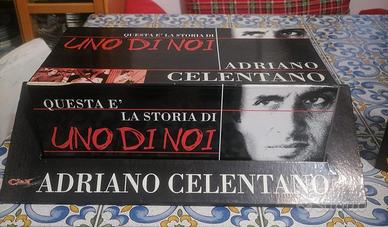 QUESTA E' LA STORIA DI
UNO DI NOI
ADRIANO
CELENTANO
QUESTA E'
LA STORIA DI
UNO DI NOI
ADRIANO CELENTANO